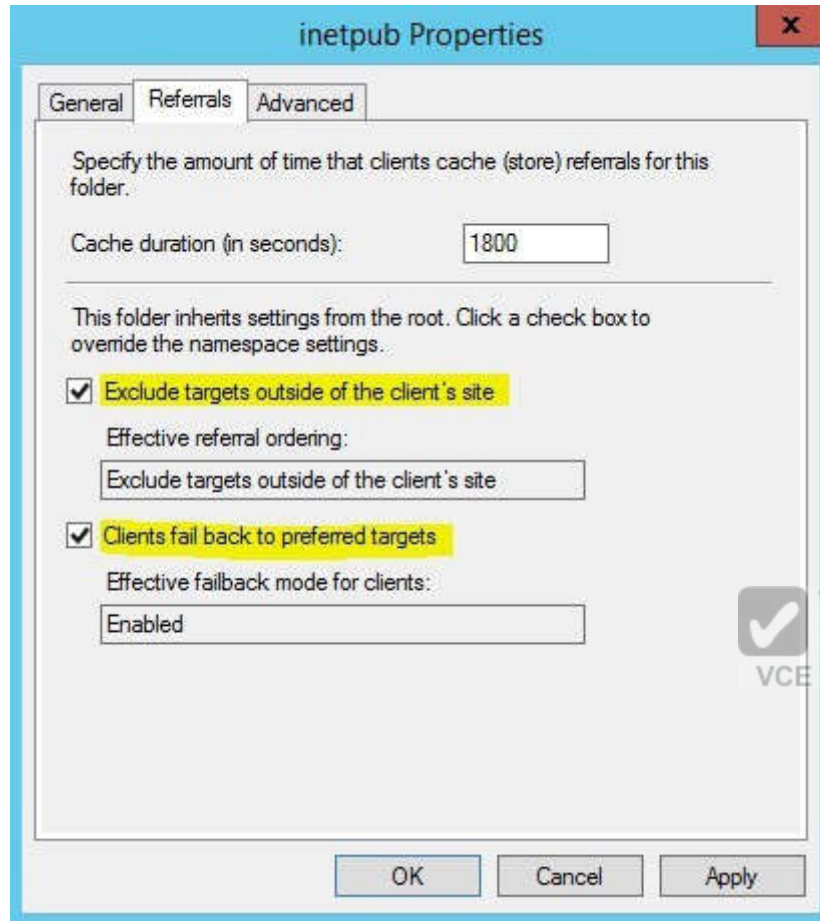 inetpub Properties
x
General Referrals Advanced
Specify the amount of time that clients cache (store) referrals for this
folder.
Cache duration (in seconds): 1800
This folder inherits settings from the root. Click a check box to
override the namespace settings.
Exclude targets outside of the client's site
Effective referral ordering:
Exclude targets outside of the client's site
Clients fail back to preferred targets
Effective failback mode for clients:
Enabled
VCE
OK Cancel Apply